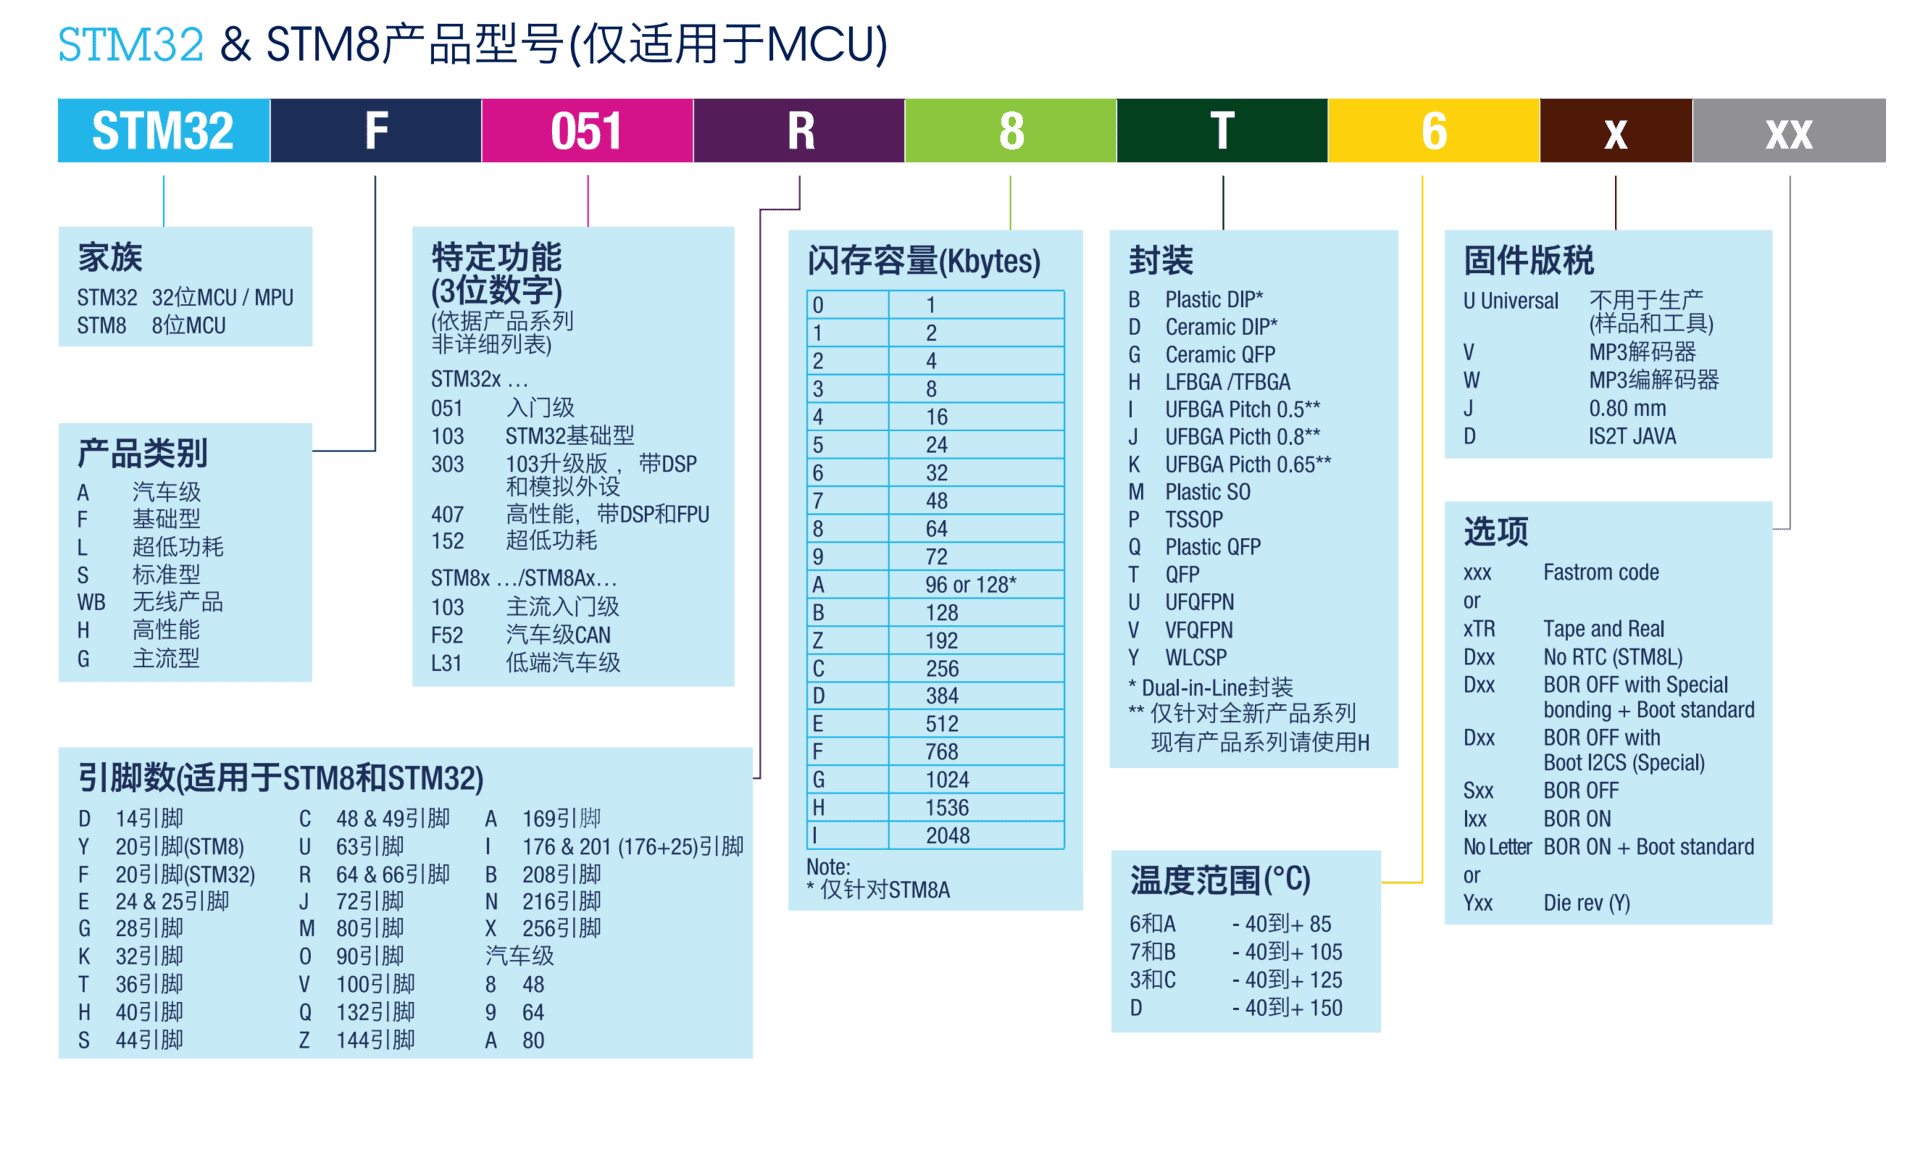 STM32 & STM8产品型号(仅适用于MCU)
STM32 F 051 R 8 T 6 x xx
家族
STM32 32位MCU / MPU
STM8 8位MCU
产品类别
A 汽车级
F 基础型
L 超低功耗
S 标准型
WB 无线产品
H 高性能
G 主流型
特定功能
(3位数字)
(依据产品系列
非详细列表)
STM32x …
051 入门级
103 STM32基础型
303 103升级版 ，带DSP
和模拟外设
407 高性能，带DSP和FPU
152 超低功耗
STM8x …/STM8Ax…
103 主流入门级
F52 汽车级CAN
L31 低端汽车级
引脚数(适用于STM8和STM32)
D 14引脚 C 48 & 49引脚 A 169引脚
Y 20引脚(STM8) U 63引脚 I 176 & 201 (176+25)引脚
F 20引脚(STM32) R 64 & 66引脚 B 208引脚
E 24 & 25引脚 J 72引脚 N 216引脚
G 28引脚 M 80引脚 X 256引脚
K 32引脚 O 90引脚 汽车级
T 36引脚 V 100引脚 8 48
H 40引脚 Q 132引脚 9 64
S 44引脚 Z 144引脚 A 80
闪存容量(Kbytes)
0 1
1 2
2 4
3 8
4 16
5 24
6 32
7 48
8 64
9 72
A 96 or 128*
B 128
Z 192
C 256
D 384
E 512
F 768
G 1024
H 1536
I 2048
Note:
* 仅针对STM8A
封装
B Plastic DIP*
D Ceramic DIP*
G Ceramic QFP
H LFBGA /TFBGA
I UFBGA Pitch 0.5**
J UFBGA Picth 0.8**
K UFBGA Picth 0.65**
M Plastic SO
P TSSOP
Q Plastic QFP
T QFP
U UFQFPN
V VFQFPN
Y WLCSP
* Dual-in-Line封装
** 仅针对全新产品系列
现有产品系列请使用H
温度范围(°C)
6和A - 40到+ 85
7和B - 40到+ 105
3和C - 40到+ 125
D - 40到+ 150
固件版税
U Universal 不用于生产
(样品和工具)
V MP3解码器
W MP3编解码器
J 0.80 mm
D IS2T JAVA
选项
xxx Fastrom code
or
xTR Tape and Real
Dxx No RTC (STM8L)
Dxx BOR OFF with Special
bonding + Boot standard
Dxx BOR OFF with
Boot I2CS (Special)
Sxx BOR OFF
Ixx BOR ON
No Letter BOR ON + Boot standard
or
Yxx Die rev (Y)